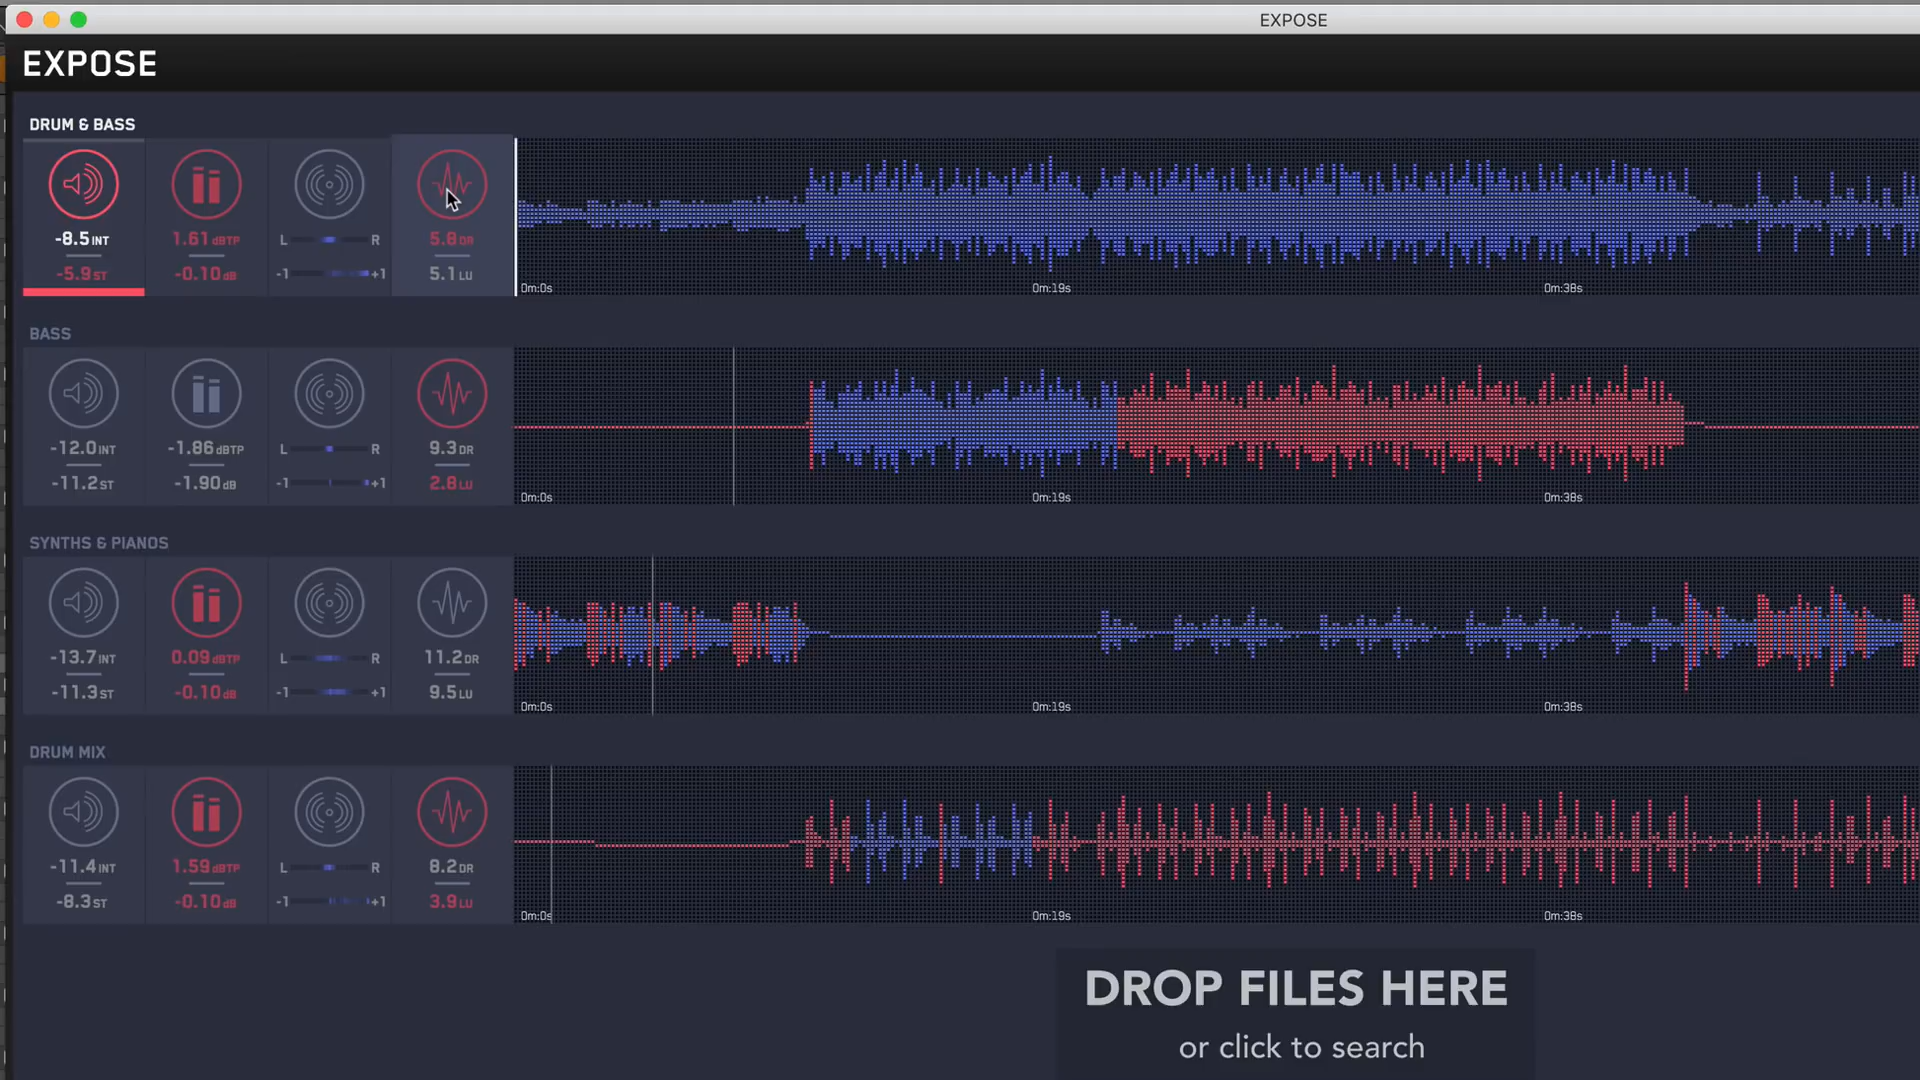 EXPOSE
EXPOSE
DRUM & BASS
-8.5 INT
1.61 dBTP
L R
5.8 DR
-5.9 ST
-0.10 dB
-1 +1
5.1 LU
0m:0s
0m:19s
0m:38s
BASS
-12.0 INT
-1.86 dBTP
L R
9.3 DR
-11.2 ST
-1.90 dB
-1 +1
2.8 LU
0m:0s
0m:19s
0m:38s
SYNTHS & PIANOS
-13.7 INT
0.09 dBTP
L R
11.2 DR
-11.3 ST
-0.10 dB
-1 +1
9.5 LU
0m:0s
0m:19s
0m:38s
DRUM MIX
-11.4 INT
1.59 dBTP
L R
8.2 DR
-8.3 ST
-0.10 dB
-1 +1
3.9 LU
0m:0s
0m:19s
0m:38s
DROP FILES HERE
or click to search